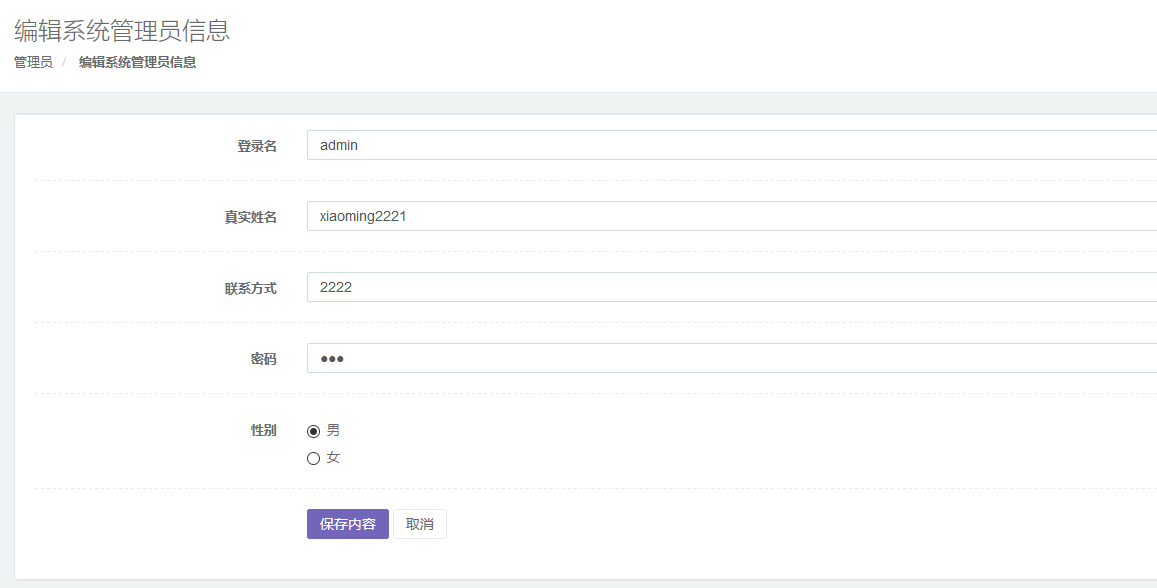 编辑系统管理员信息
管理员 / 编辑系统管理员信息
登录名 admin
真实姓名 xiaoming2221
联系方式 2222
密码 ●●●
性别 男
女
保存内容 取消